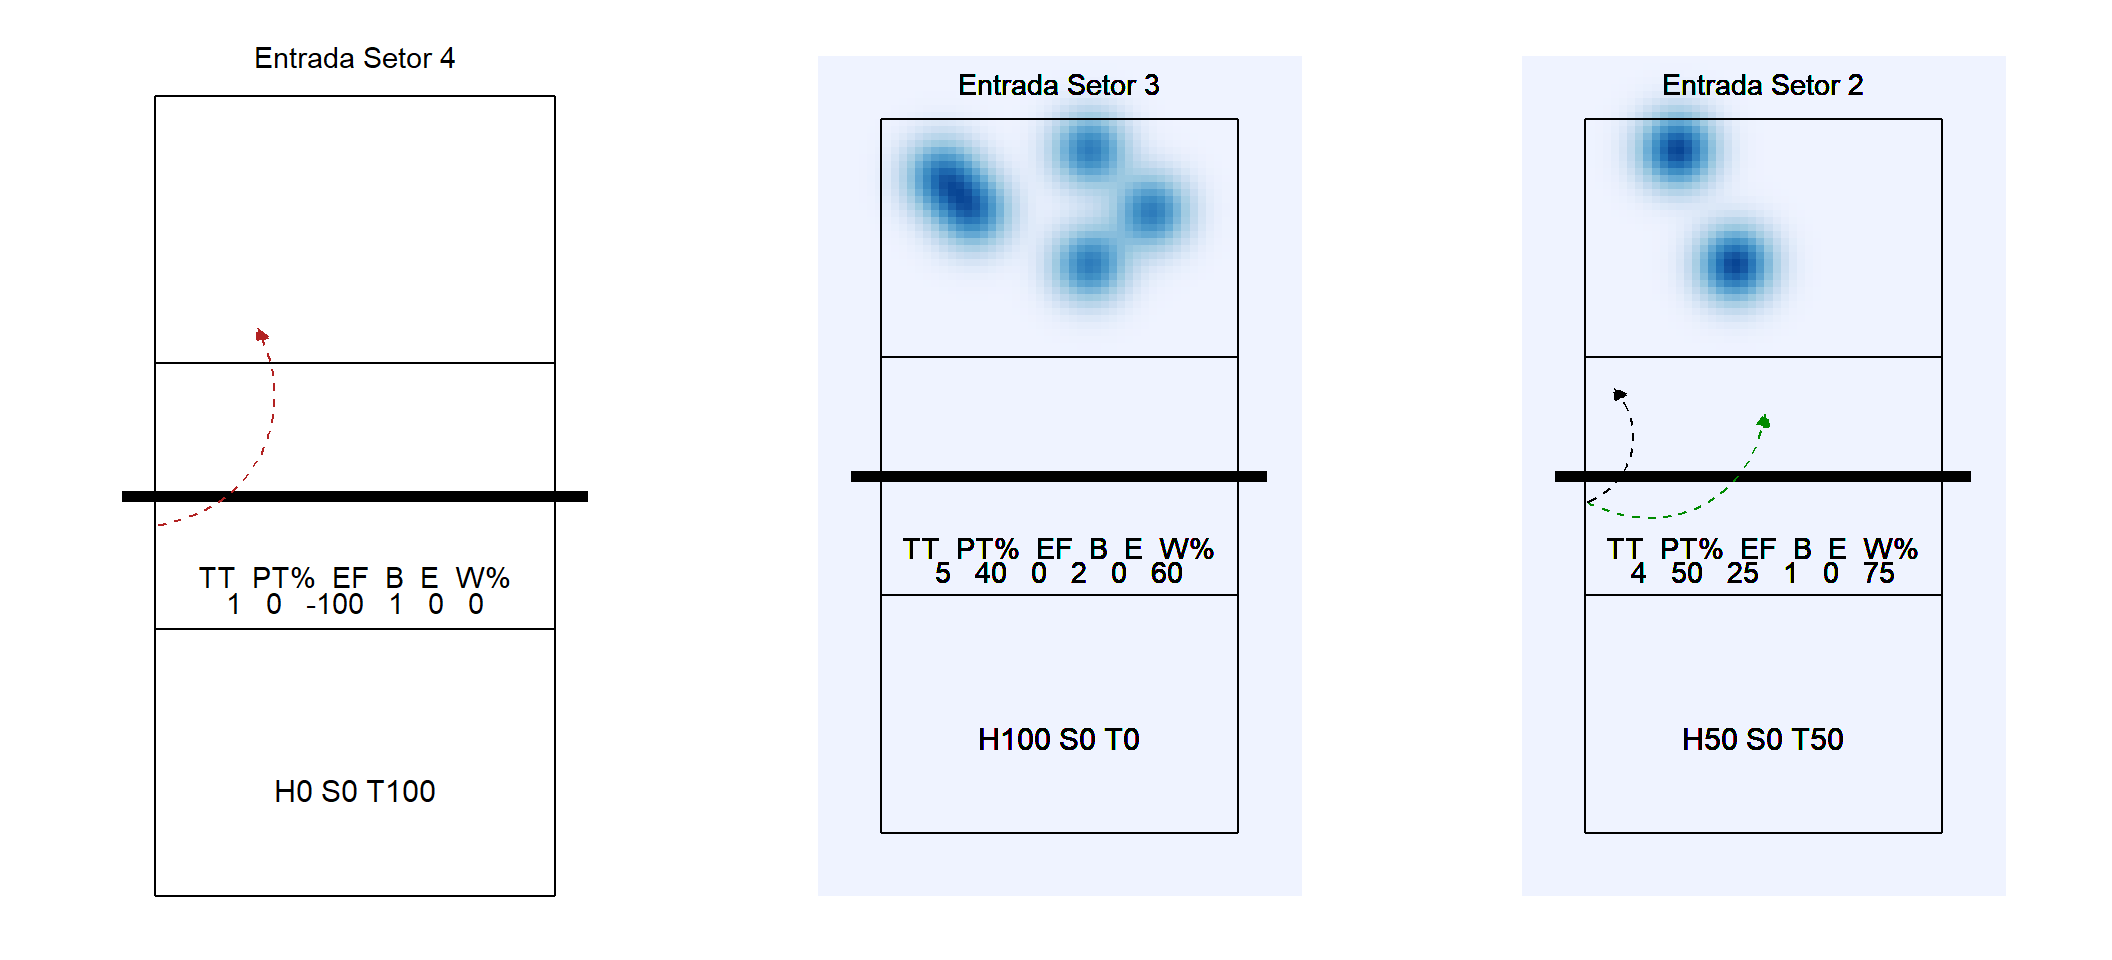 Entrada Setor 4
TT PT% EF B E W%
1 0 -100 1 0 0
H0 S0 T100
Entrada Setor 3
TT PT% EF B E W%
5 40 0 2 0 60
H100 S0 T0
Entrada Setor 2
TT PT% EF B E W%
4 50 25 1 0 75
H50 S0 T50